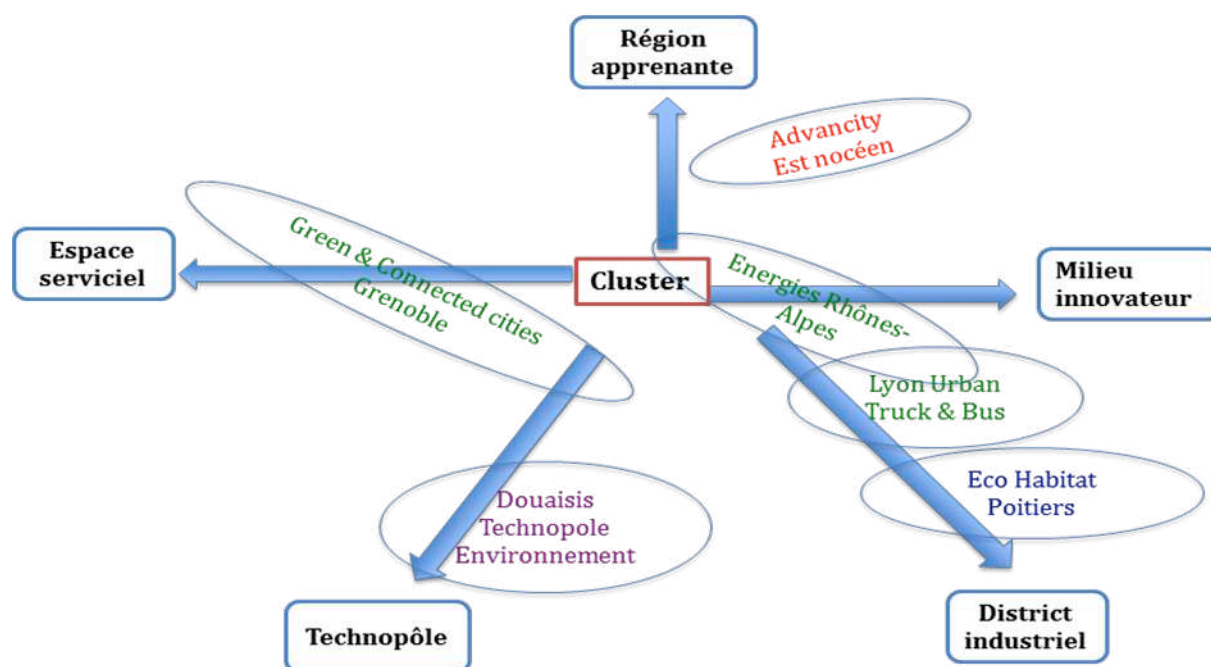 Région
apprenante
Advancity
Est nocéen
Espace
serviciel
Green & Connected cities
Grenoble
Cluster
Energies Rhônes-
Alpes
Milieu
innovateur
Lyon Urban
Truck & Bus
Eco Habitat
Poitiers
Douaisis
Technopole
Environnement
Technopôle
District
industriel